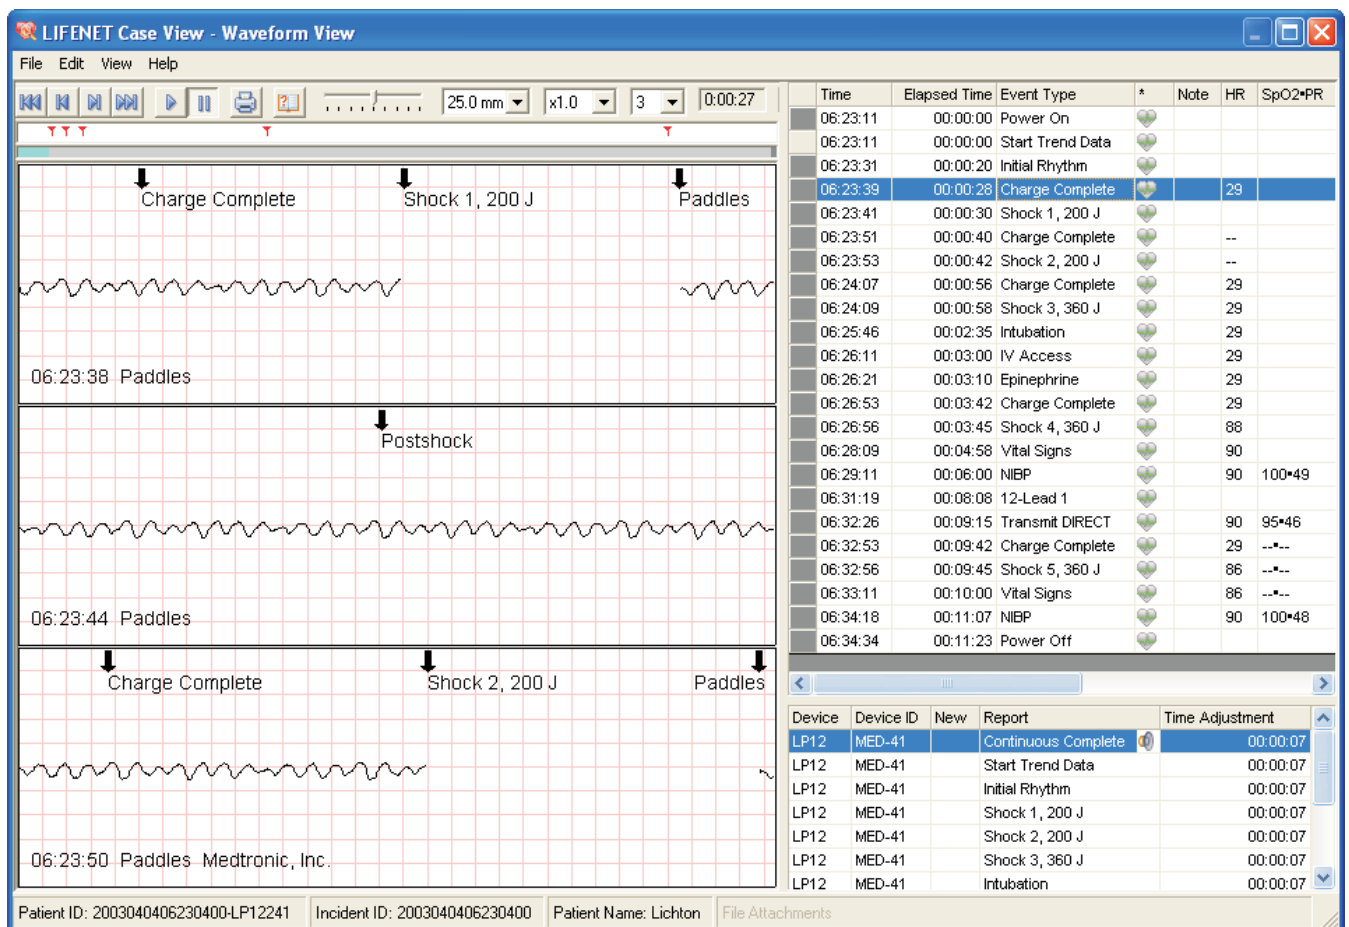 LIFENET Case View - Waveform View
File Edit View Help
25.0 mm x1.0 3 0:00:27
Charge Complete Shock 1, 200 J Paddles
06:23:38 Paddles
Postshock
06:23:44 Paddles
Charge Complete Shock 2, 200 J Paddles
06:23:50 Paddles Medtronic, Inc.
Time Elapsed Time Event Type * Note HR SpO2•PR
06:23:11 00:00:00 Power On
06:23:11 00:00:00 Start Trend Data
06:23:31 00:00:20 Initial Rhythm
06:23:39 00:00:28 Charge Complete 29
06:23:41 00:00:30 Shock 1, 200 J
06:23:51 00:00:40 Charge Complete --
06:23:53 00:00:42 Shock 2, 200 J --
06:24:07 00:00:56 Charge Complete 29
06:24:09 00:00:58 Shock 3, 360 J 29
06:25:46 00:02:35 Intubation 29
06:26:11 00:03:00 IV Access 29
06:26:21 00:03:10 Epinephrine 29
06:26:53 00:03:42 Charge Complete 29
06:26:56 00:03:45 Shock 4, 360 J 88
06:28:09 00:04:58 Vital Signs 90
06:29:11 00:06:00 NIBP 90 100•49
06:31:19 00:08:08 12-Lead 1
06:32:26 00:09:15 Transmit DIRECT 90 95•46
06:32:53 00:09:42 Charge Complete 29 --•--
06:32:56 00:09:45 Shock 5, 360 J 86 --•--
06:33:11 00:10:00 Vital Signs 86 --•--
06:34:18 00:11:07 NIBP 90 100•48
06:34:34 00:11:23 Power Off
Device Device ID New Report Time Adjustment
LP12 MED-41 Continuous Complete 00:00:07
LP12 MED-41 Start Trend Data 00:00:07
LP12 MED-41 Initial Rhythm 00:00:07
LP12 MED-41 Shock 1, 200 J 00:00:07
LP12 MED-41 Shock 2, 200 J 00:00:07
LP12 MED-41 Shock 3, 360 J 00:00:07
LP12 MED-41 Intubation 00:00:07
Patient ID: 2003040406230400-LP12241 Incident ID: 2003040406230400 Patient Name: Lichton File Attachments